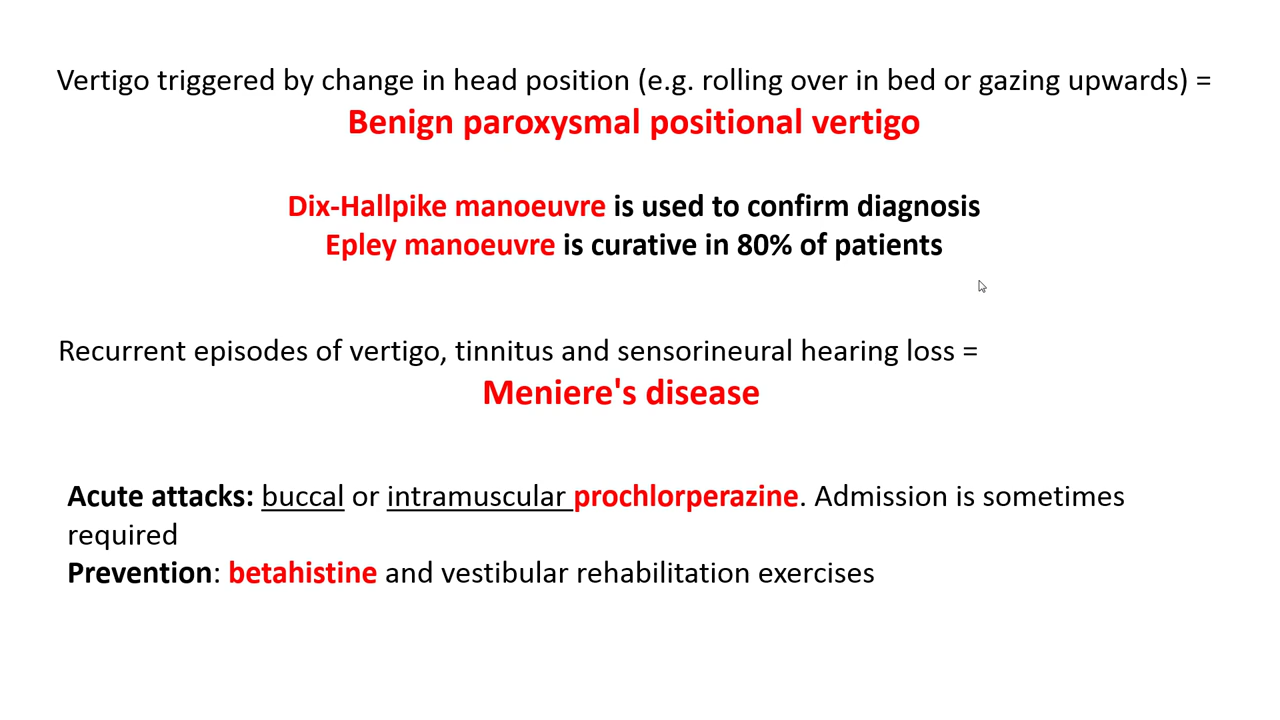 Vertigo triggered by change in head position (e.g. rolling over in bed or gazing upwards) =
Benign paroxysmal positional vertigo
Dix-Hallpike manoeuvre is used to confirm diagnosis
Epley manoeuvre is curative in 80% of patients
Recurrent episodes of vertigo, tinnitus and sensorineural hearing loss =
Meniere's disease
Acute attacks: buccal or intramuscular prochlorperazine. Admission is sometimes
required
Prevention: betahistine and vestibular rehabilitation exercises